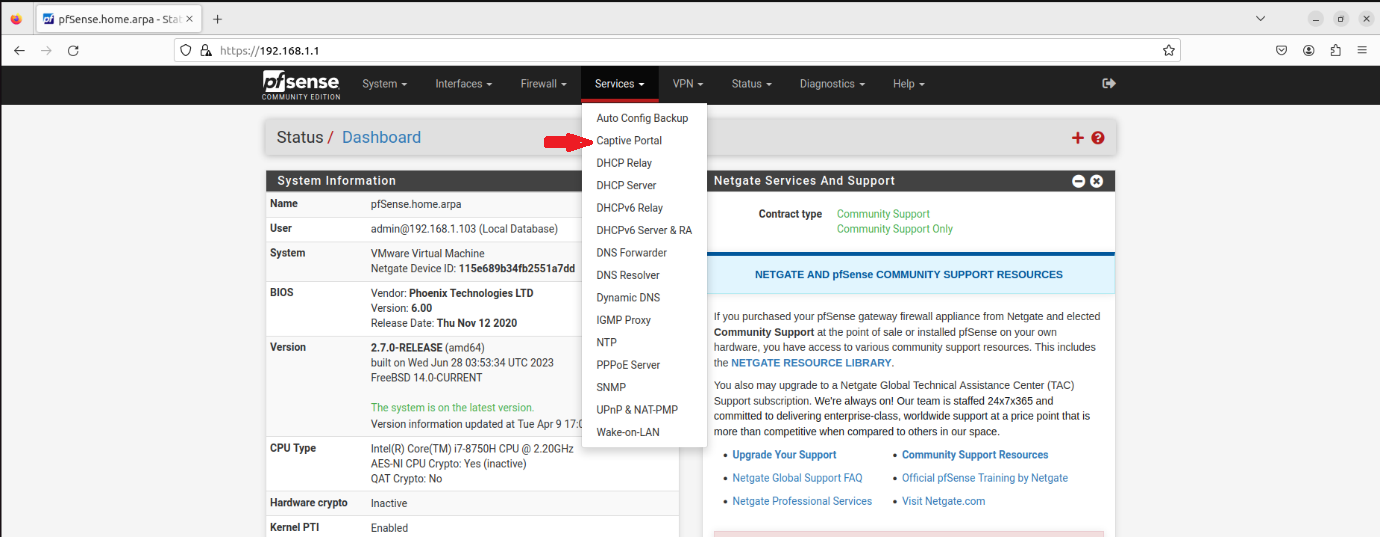 pfSense.home.arpa - Stat
https://192.168.1.1
pfsense
COMMUNITY EDITION
System
Interfaces
Firewall
Services
VPN
Status
Diagnostics
Help
Auto Config Backup
Captive Portal
DHCP Relay
DHCP Server
DHCPv6 Relay
DHCPv6 Server & RA
DNS Forwarder
DNS Resolver
Dynamic DNS
IGMP Proxy
NTP
PPPoE Server
SNMP
UPnP & NAT-PMP
Wake-on-LAN
Status / Dashboard
System Information
Name pfSense.home.arpa
User admin@192.168.1.103 (Local Database)
System VMware Virtual Machine
Netgate Device ID: 115e689b34fb2551a7dd
BIOS Vendor: Phoenix Technologies LTD
Version: 6.00
Release Date: Thu Nov 12 2020
Version 2.7.0-RELEASE (amd64)
built on Wed Jun 28 03:53:34 UTC 2023
FreeBSD 14.0-CURRENT
The system is on the latest version.
Version information updated at Tue Apr 9 17:0
CPU Type Intel(R) Core(TM) i7-8750H CPU @ 2.20GHz
AES-NI CPU Crypto: Yes (inactive)
QAT Crypto: No
Hardware crypto Inactive
Kernel PTI Enabled
Netgate Services And Support
Contract type Community Support
Community Support Only
NETGATE AND pfSense COMMUNITY SUPPORT RESOURCES
If you purchased your pfSense gateway firewall appliance from Netgate and elected
Community Support at the point of sale or installed pfSense on your own
hardware, you have access to various community support resources. This includes
the NETGATE RESOURCE LIBRARY.
You also may upgrade to a Netgate Global Technical Assistance Center (TAC)
Support subscription. We're always on! Our team is staffed 24x7x365 and
committed to delivering enterprise-class, worldwide support at a price point that is
more than competitive when compared to others in our space.
Upgrade Your Support
Community Support Resources
Netgate Global Support FAQ
Official pfSense Training by Netgate
Netgate Professional Services
Visit Netgate.com